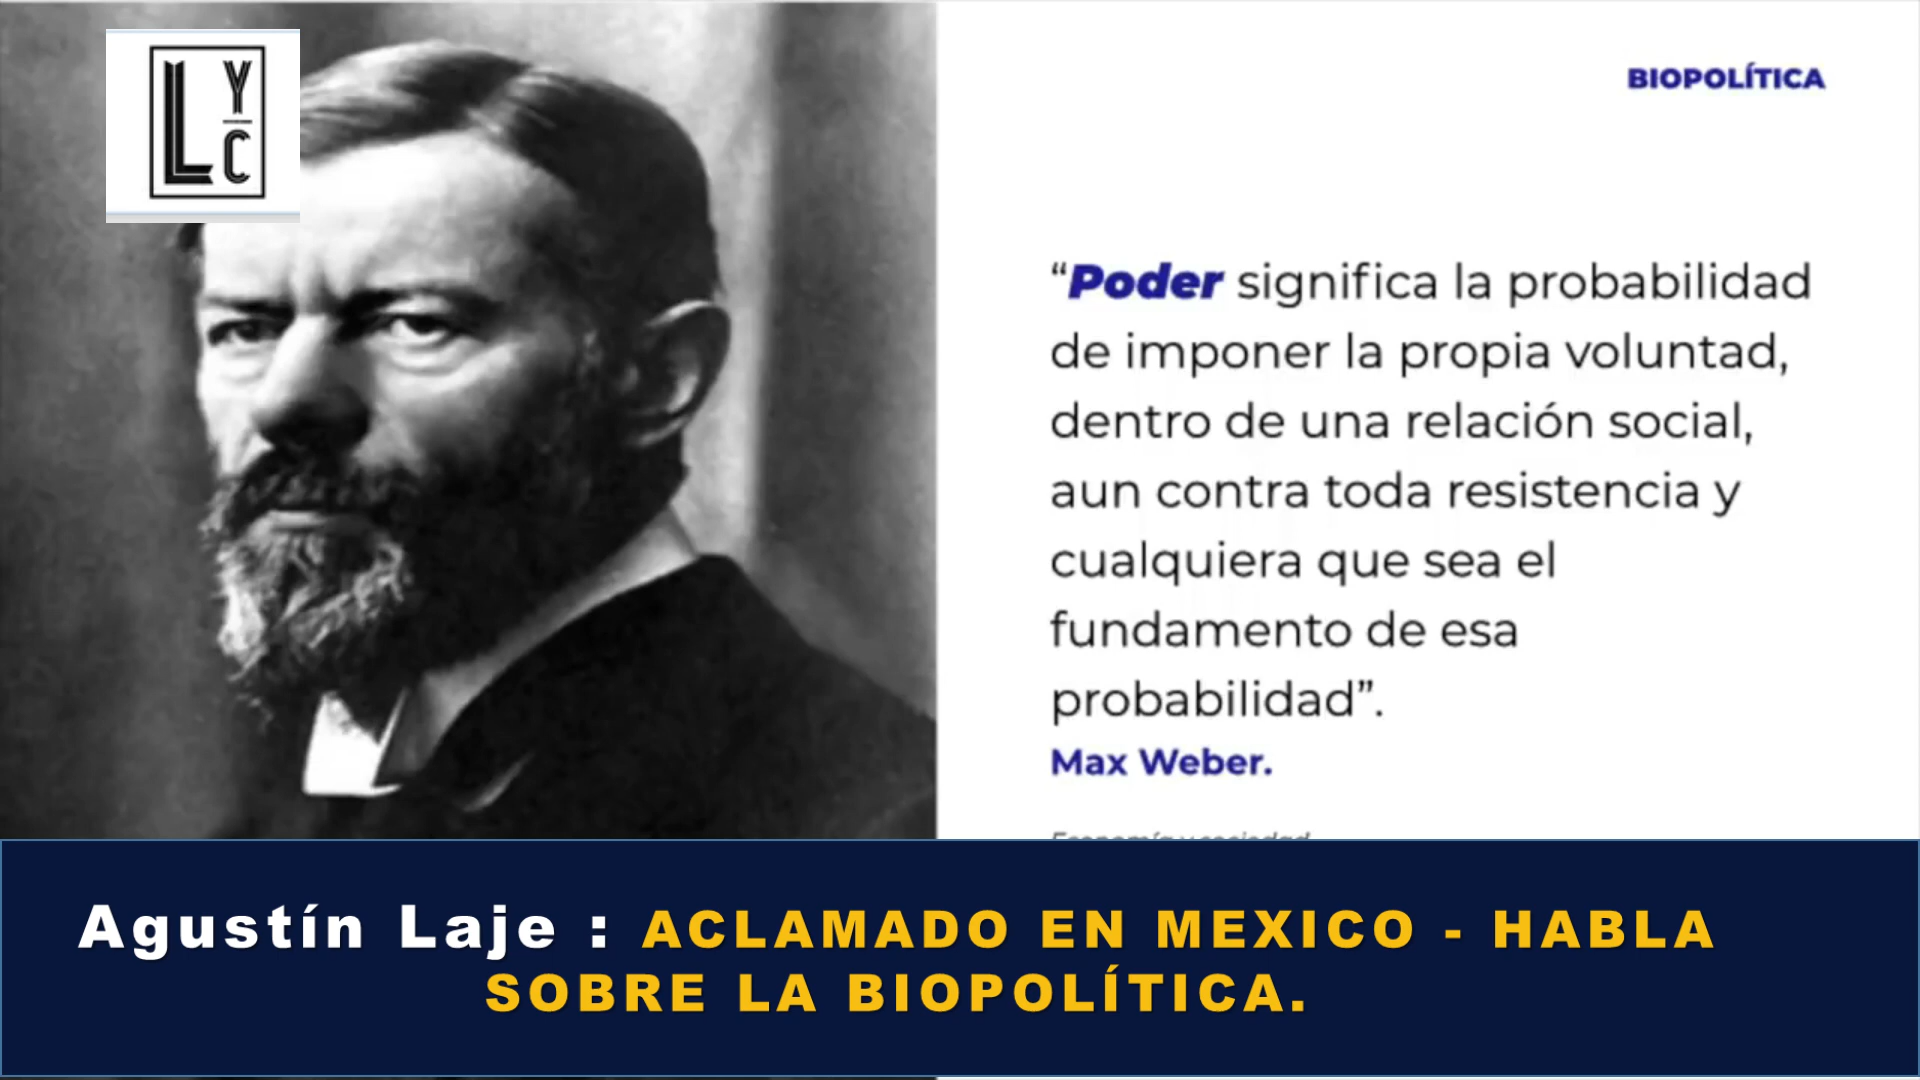 L Y C
BIOPOLÍTICA
“Poder significa la probabilidad
de imponer la propia voluntad,
dentro de una relación social,
aun contra toda resistencia y
cualquiera que sea el
fundamento de esa
probabilidad”.
Max Weber.
Economía y sociedad
Agustín Laje : ACLAMADO EN MEXICO - HABLA
SOBRE LA BIOPOLÍTICA.